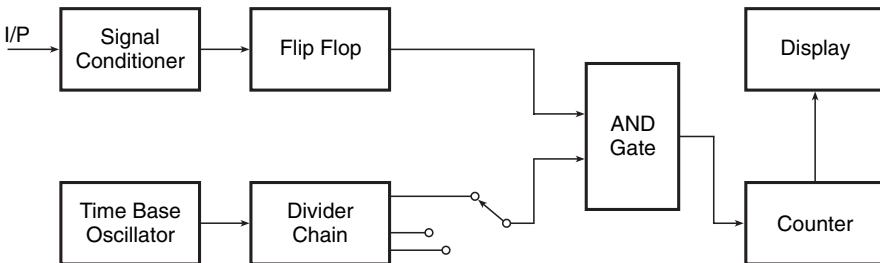 I/P
Signal
Conditioner
Flip Flop
AND
Gate
Display
Time Base
Oscillator
Divider
Chain
Counter